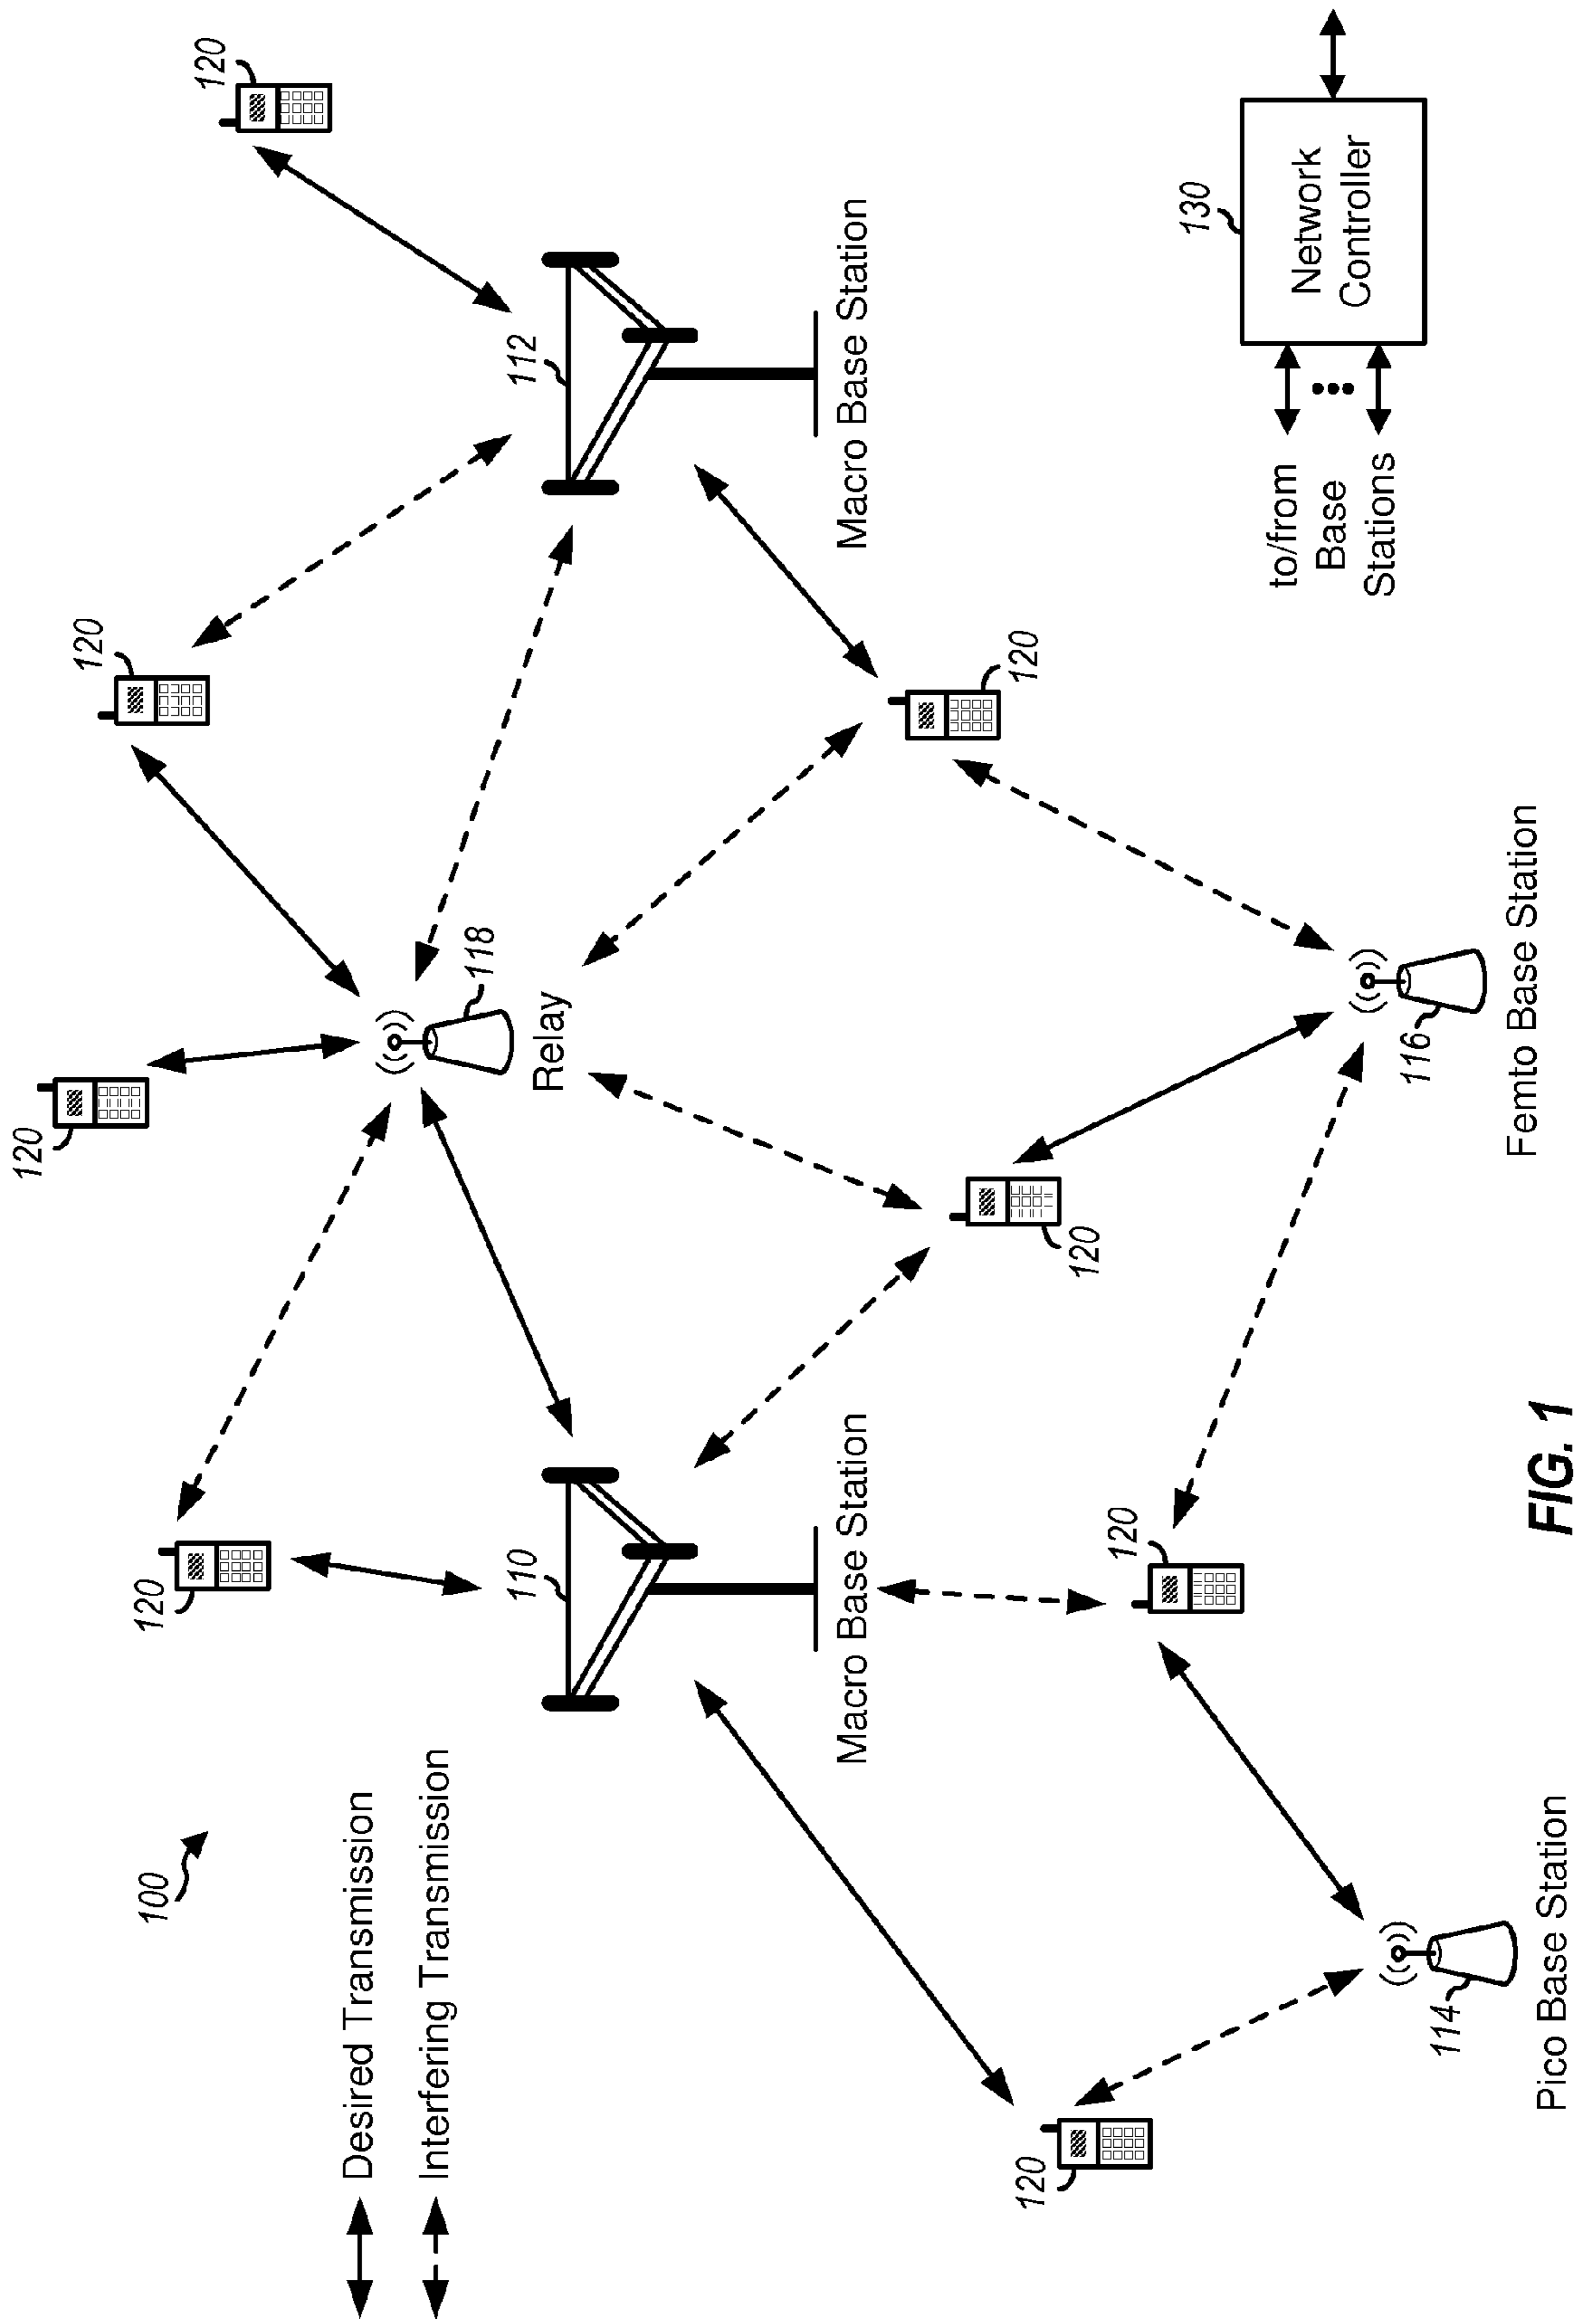 100
Desired Transmission
Interfering Transmission
120
120
120
120
110
Macro Base Station
118
Relay
112
Macro Base Station
120
120
120
120
114
Pico Base Station
116
Femto Base Station
130
Network
Controller
to/from
Base
Stations
FIG. 1